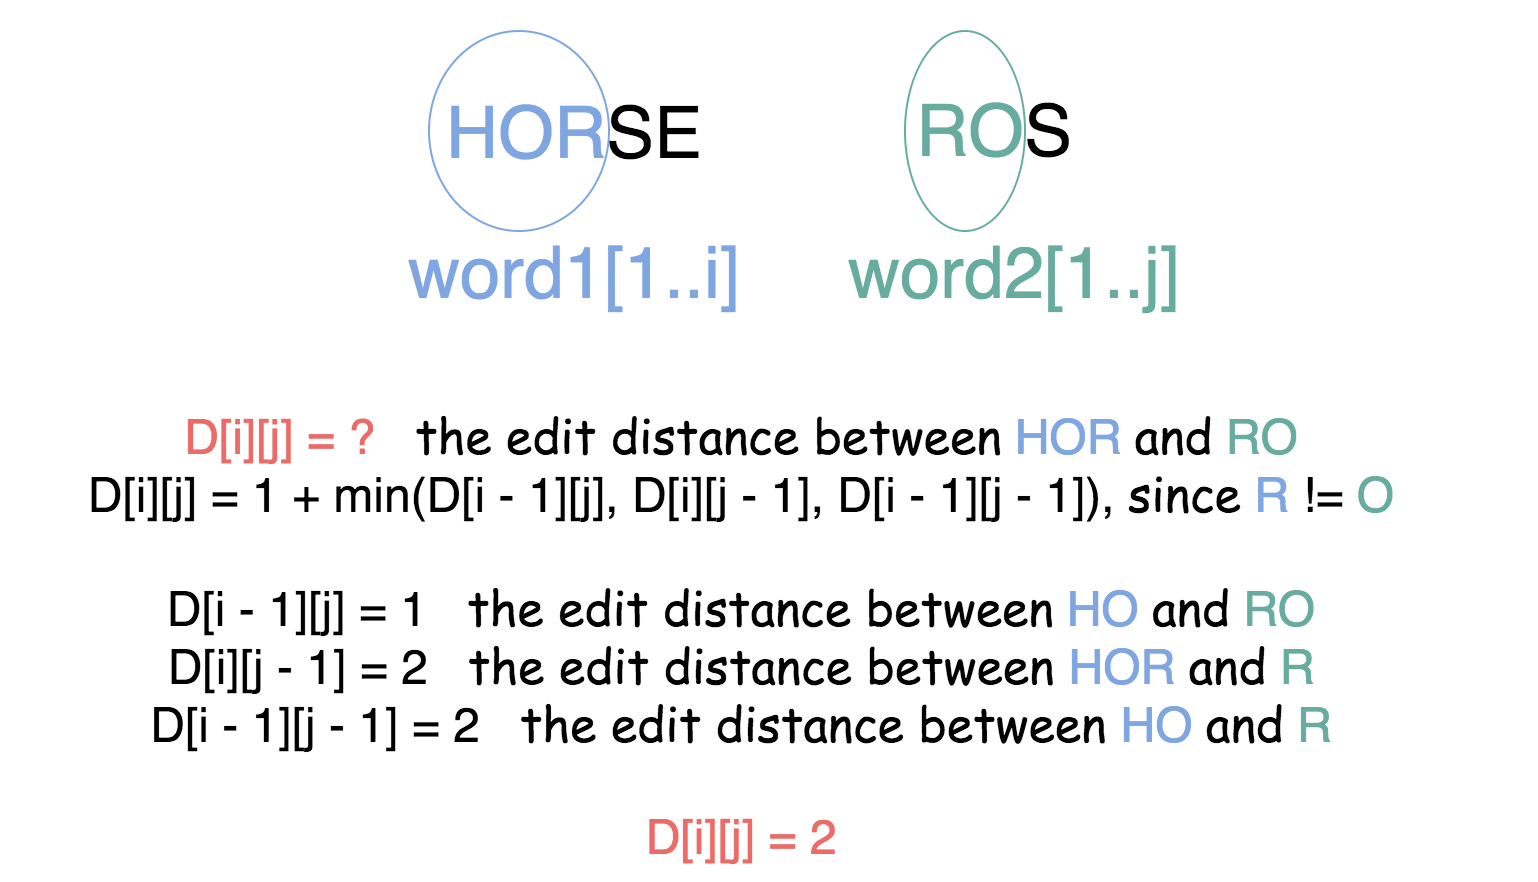 HORSE ROS
word1[1..i] word2[1..j]
D[i][j] = ? the edit distance between HOR and RO
D[i][j] = 1 + min(D[i - 1][j], D[i][j - 1], D[i - 1][j - 1]), since R != O
D[i - 1][j] = 1 the edit distance between HO and RO
D[i][j - 1] = 2 the edit distance between HOR and R
D[i - 1][j - 1] = 2 the edit distance between HO and R
D[i][j] = 2